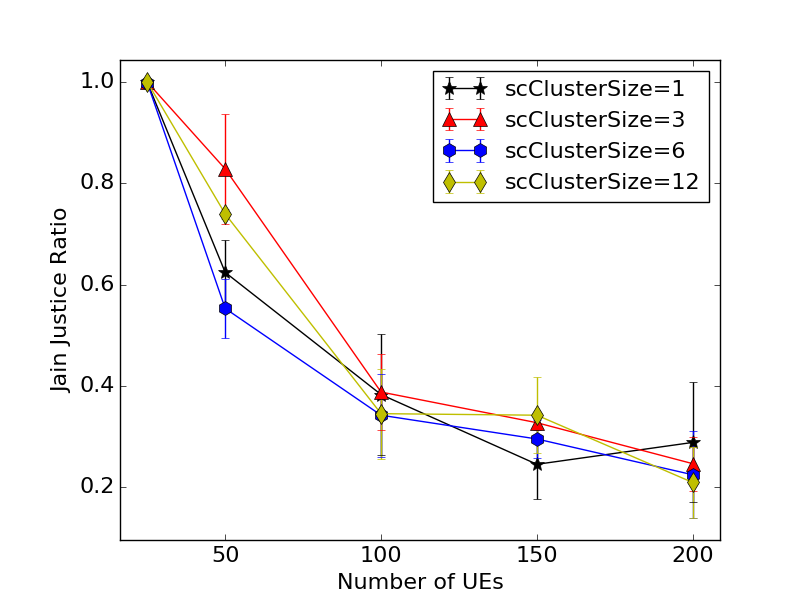 1.0
0.8
0.6
0.4
0.2
Jain Justice Ratio
scClusterSize=1
scClusterSize=3
scClusterSize=6
scClusterSize=12
50 100 150 200
Number of UEs